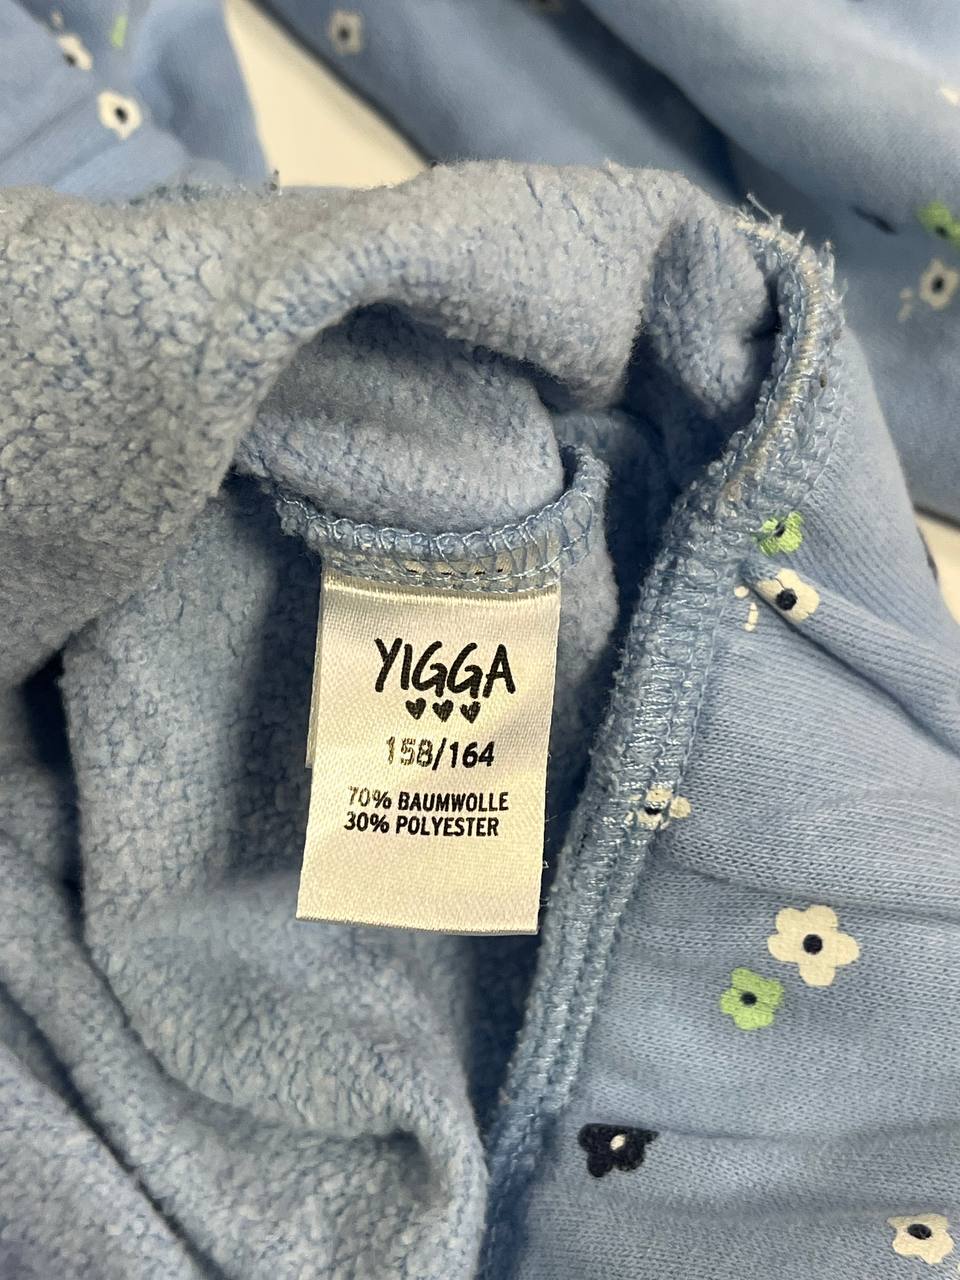 YIGGA
158/164
70% BAUMWOLLE
30% POLYESTER